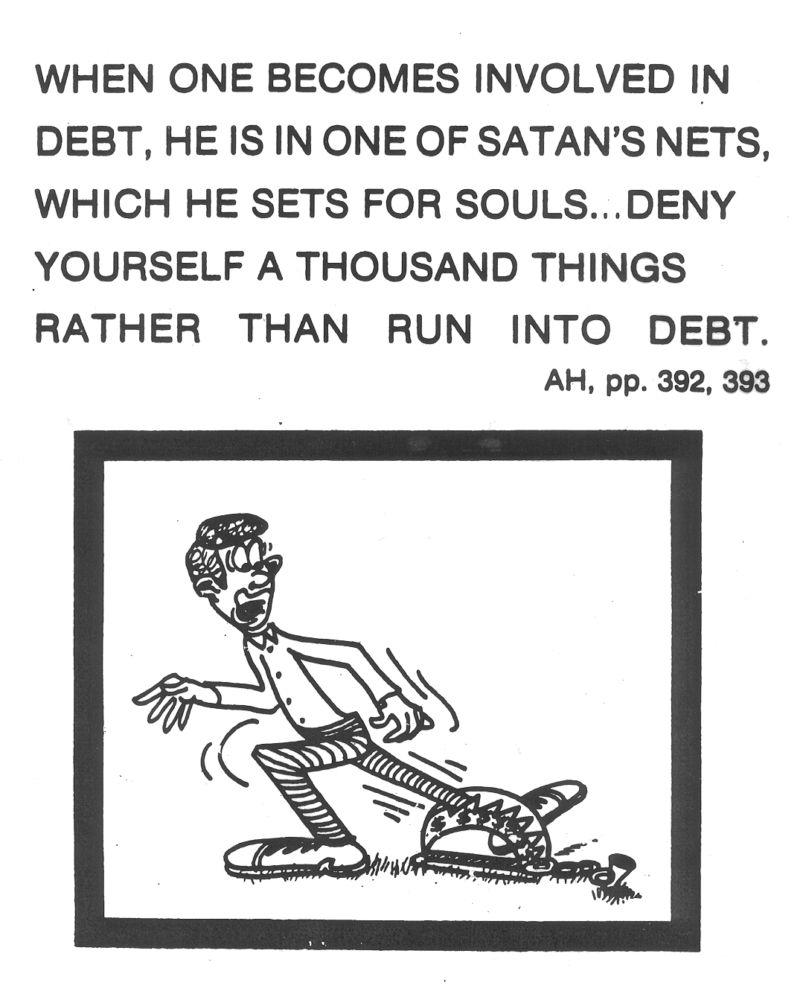 WHEN ONE BECOMES INVOLVED IN
DEBT, HE IS IN ONE OF SATAN'S NETS,
WHICH HE SETS FOR SOULS...DENY
YOURSELF A THOUSAND THINGS
RATHER THAN RUN INTO DEBT.
AH, pp. 392, 393